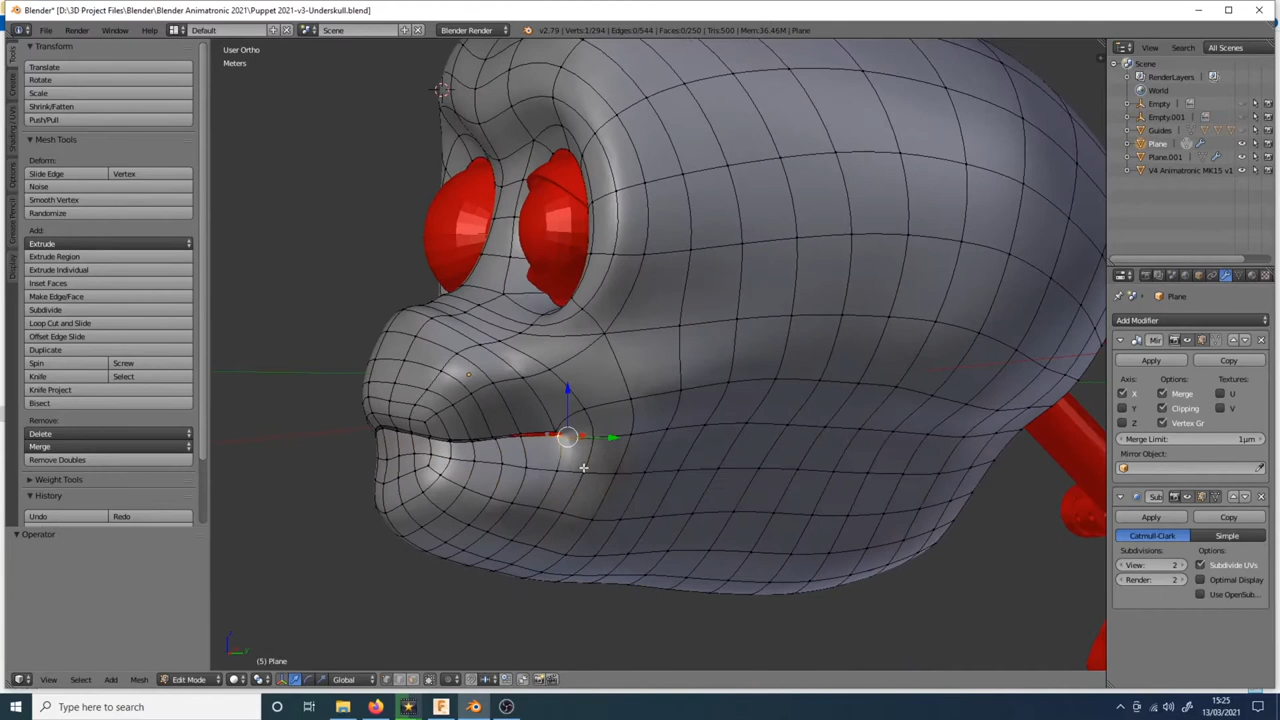 Blender* [D:\3D Project Files\Blender\Blender Animatronic 2021\Puppet 2021-v3-Underskull.blend]
File Render Window Help Default Scene Blender Render v2.79 | Verts:1/294 | Edges:0/544 | Faces:0/250 | Tris:500 | Mem:36.46M | Plane
Tools
Create
Shading / UVs
Options
Grease Pencil
Display
Transform
Translate
Rotate
Scale
Shrink/Fatten
Push/Pull
Mesh Tools
Deform:
Slide Edge Vertex
Noise
Smooth Vertex
Randomize
Add:
Extrude
Extrude Region
Extrude Individual
Inset Faces
Make Edge/Face
Subdivide
Loop Cut and Slide
Offset Edge Slide
Duplicate
Spin Screw
Knife Select
Knife Project
Bisect
Remove:
Delete
Merge
Remove Doubles
Weight Tools
History
Undo Redo
Operator
User Ortho
Meters
(5) Plane
View Select Add Mesh Edit Mode Global
View Search All Scenes
Scene
RenderLayers
World
Empty
Empty.001
Guides
Plane
Plane.001
V4 Animatronic MK15 v1
Plane
Add Modifier
Mir
Apply Copy
Axis: Options: Textures:
X Merge U
Y Clipping V
Z Vertex Gr
Merge Limit: 1µm
Mirror Object:
Sub
Apply Copy
Catmull-Clark Simple
Subdivisions: Options:
View: 2 Subdivide UVs
Render: 2 Optimal Display
Use OpenSub...
Type here to search
15:25
13/03/2021